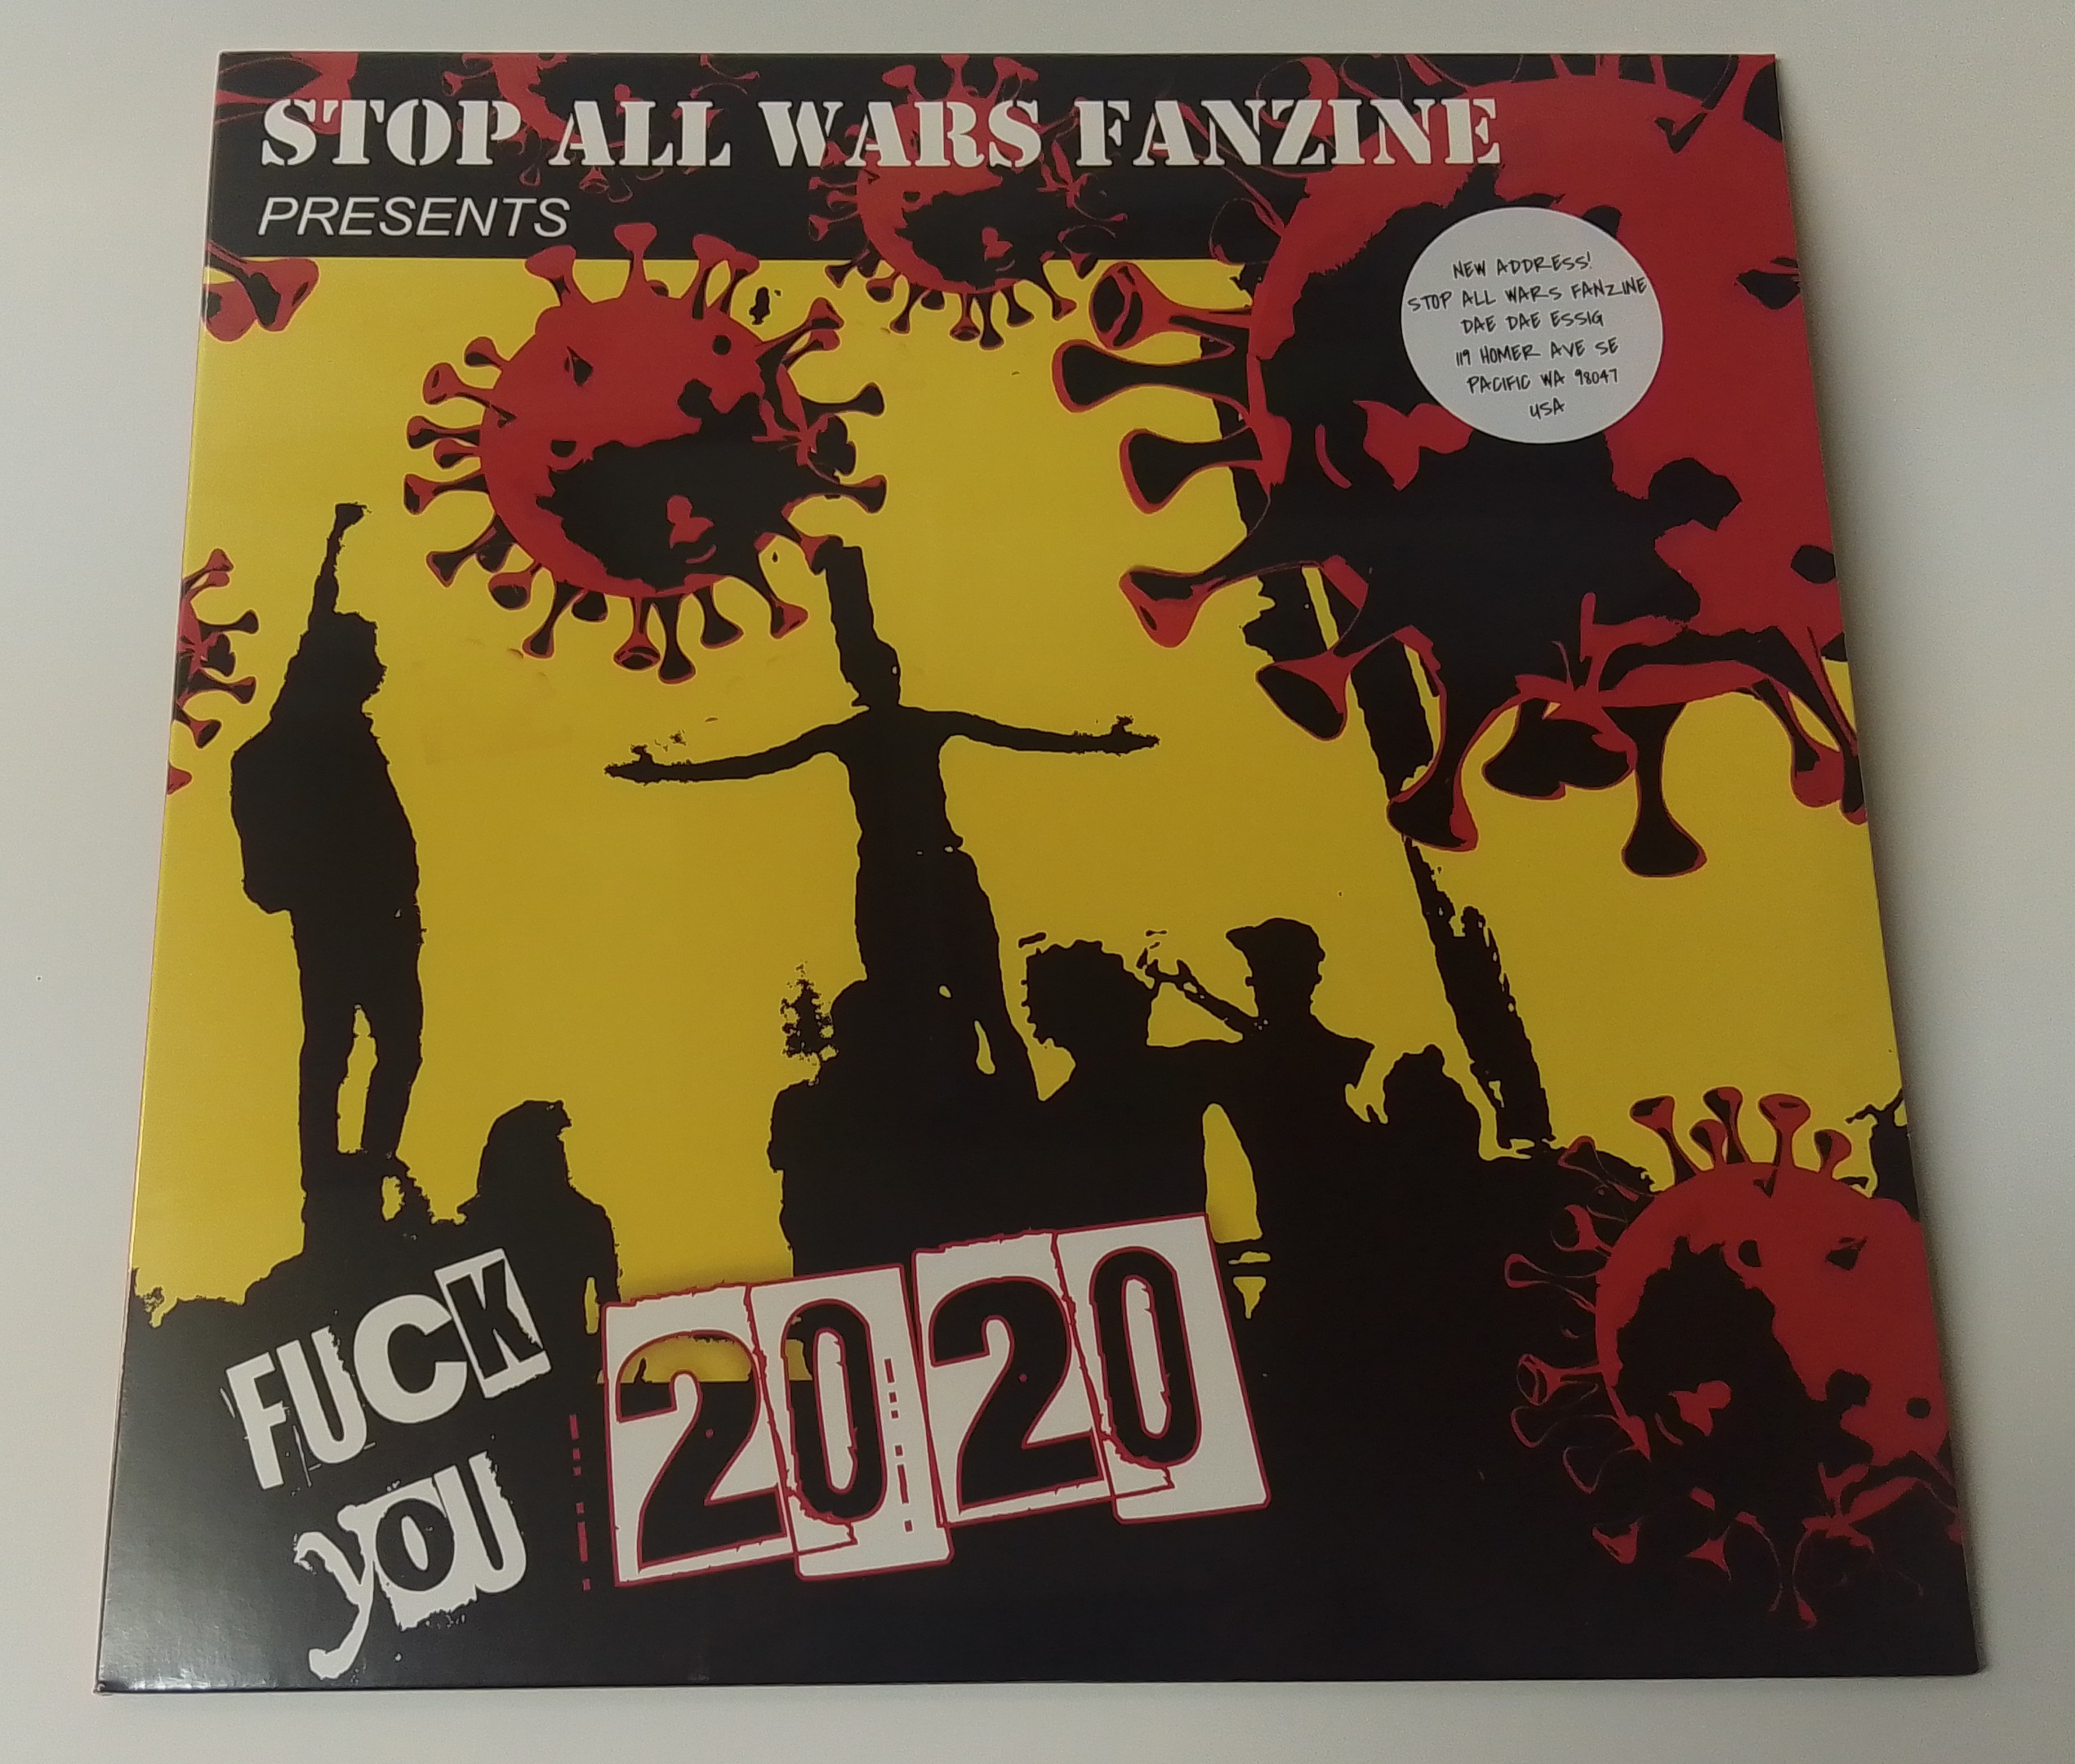 STOP ALL WARS FANZINE
PRESENTS
NEW ADDRESS!
STOP ALL WARS FANZINE
DAE DAE ESSIG
119 HOMER AVE SE
PACIFIC WA 98047
USA
FUCK
YOU
2020